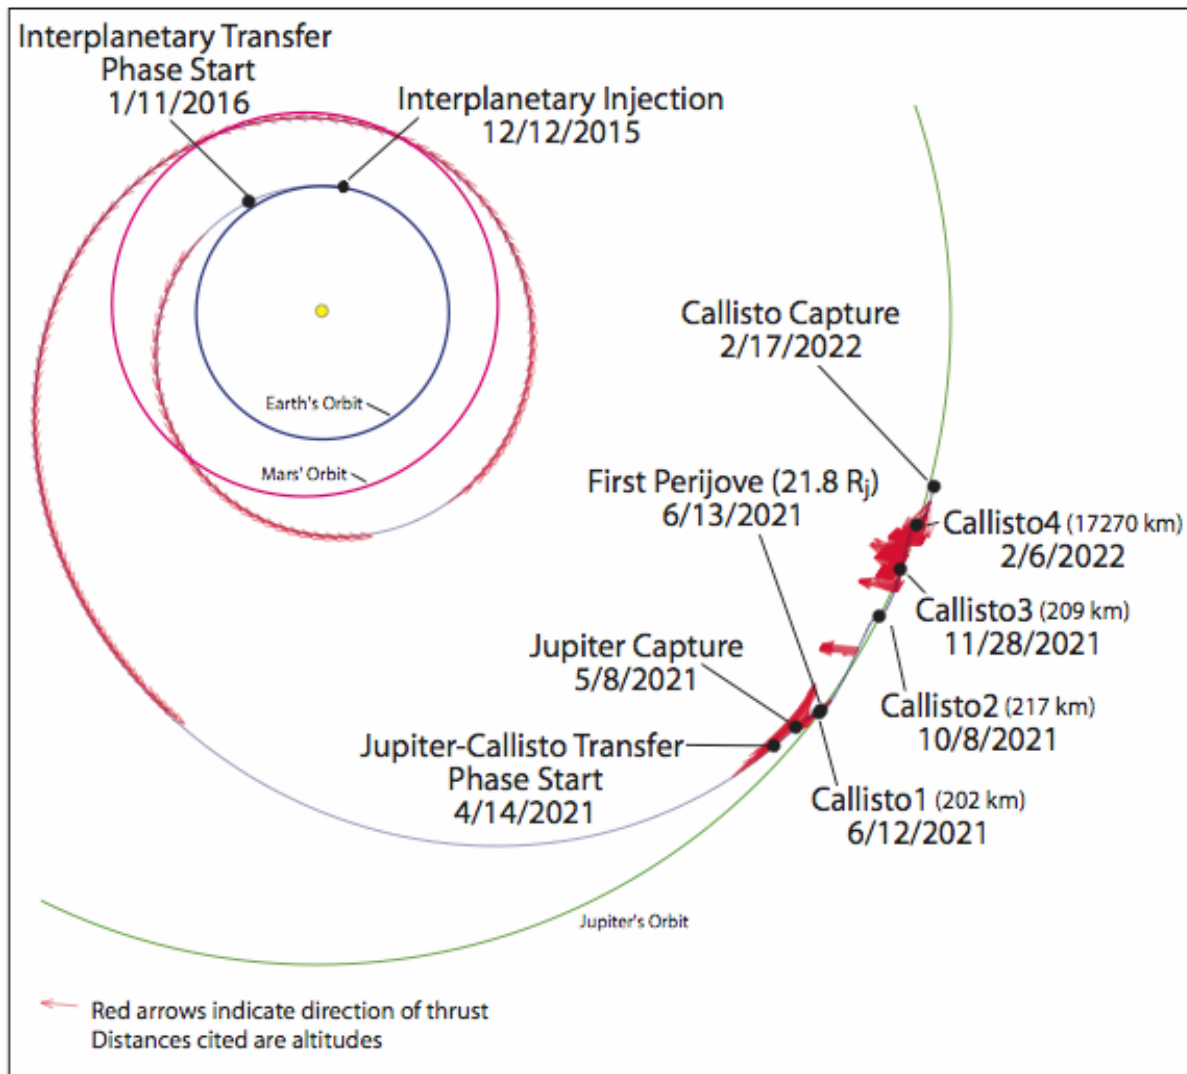 Interplanetary Transfer
Phase Start
1/11/2016
Interplanetary Injection
12/12/2015
Callisto Capture
2/17/2022
Earth's Orbit
Mars' Orbit
First Perijove (21.8 Rj)
6/13/2021
Callisto4 (17270 km)
2/6/2022
Callisto3 (209 km)
11/28/2021
Jupiter Capture
5/8/2021
Callisto2 (217 km)
10/8/2021
Jupiter-Callisto Transfer
Phase Start
4/14/2021
Callisto1 (202 km)
6/12/2021
Jupiter's Orbit
Red arrows indicate direction of thrust
Distances cited are altitudes